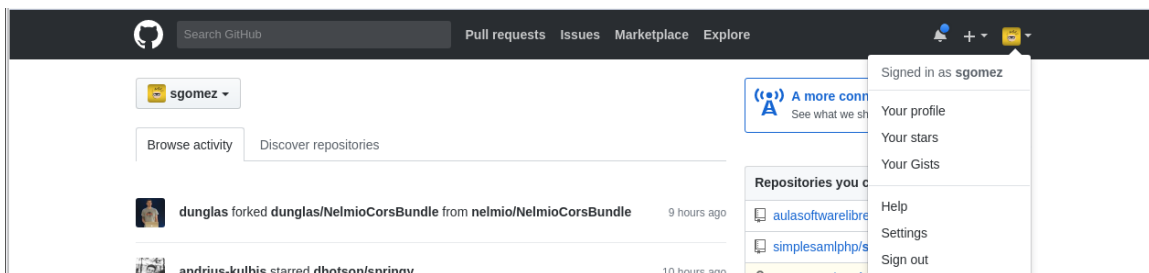 Search GitHub
Pull requests Issues Marketplace Explore
Signed in as sgomez
Your profile
Your stars
Your Gists
Help
Settings
Sign out
sgomez
Browse activity
Discover repositories
dunglas forked dunglas/NelmioCorsBundle from nelmio/NelmioCorsBundle 9 hours ago
andrius-kulbis starred dhotson/springy 10 hours ago
A more conn
See what we sh
Repositories you c
aulasoftwarelibre
simplesamlphp/s